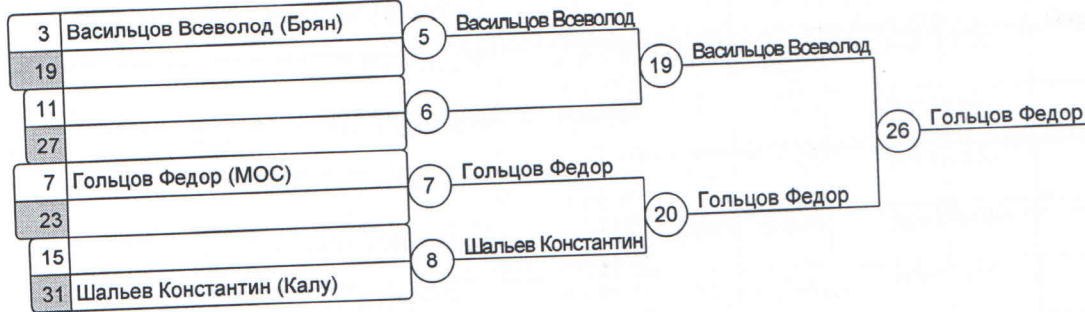 3 Васильцов Всеволод (Брян)
19
11
27
7 Гольцов Федор (МОС)
23
15
31 Шальев Константин (Калу)
5 Васильцов Всеволод
6
7 Гольцов Федор
8 Шальев Константин
19 Васильцов Всеволод
20 Гольцов Федор
26 Гольцов Федор